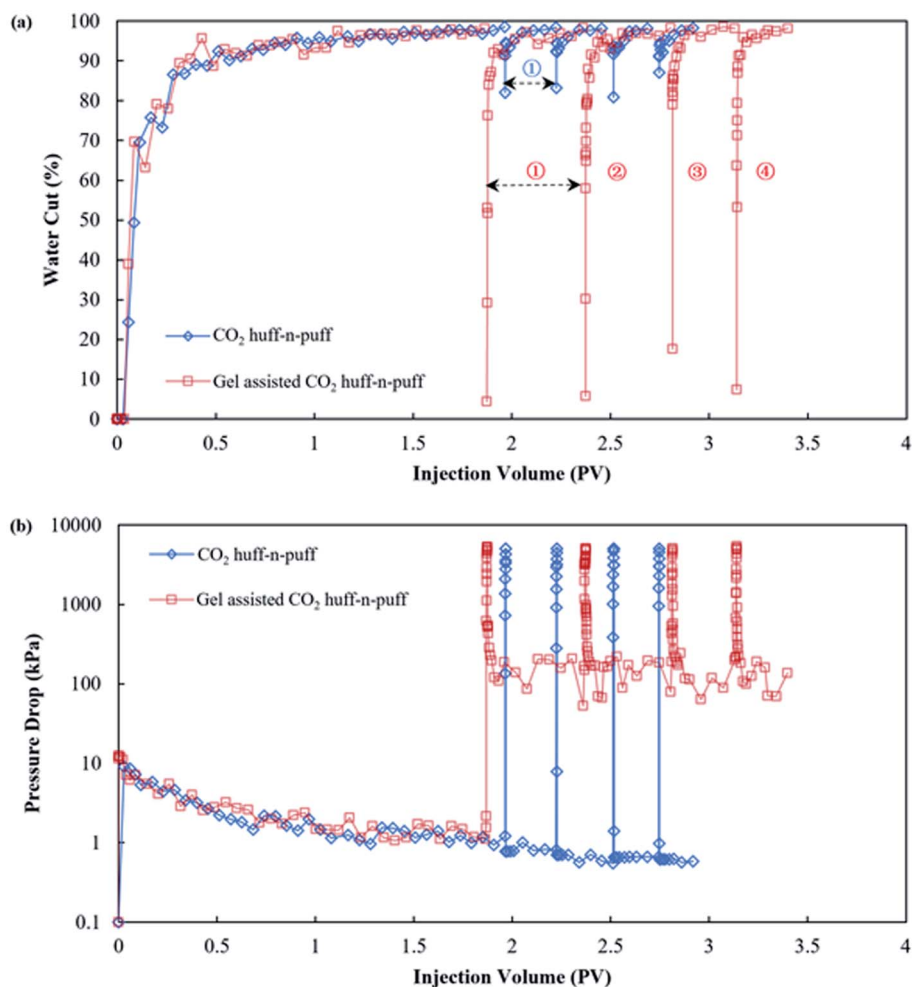 (a)
100
90
80
70
60
50
40
30
20
10
0
Water Cut (%)
①
① ② ③ ④
CO₂ huff-n-puff
Gel assisted CO₂ huff-n-puff
0 0.5 1 1.5 2 2.5 3 3.5 4
Injection Volume (PV)
(b)
10000
1000
100
10
1
0.1
Pressure Drop (kPa)
CO₂ huff-n-puff
Gel assisted CO₂ huff-n-puff
0 0.5 1 1.5 2 2.5 3 3.5 4
Injection Volume (PV)